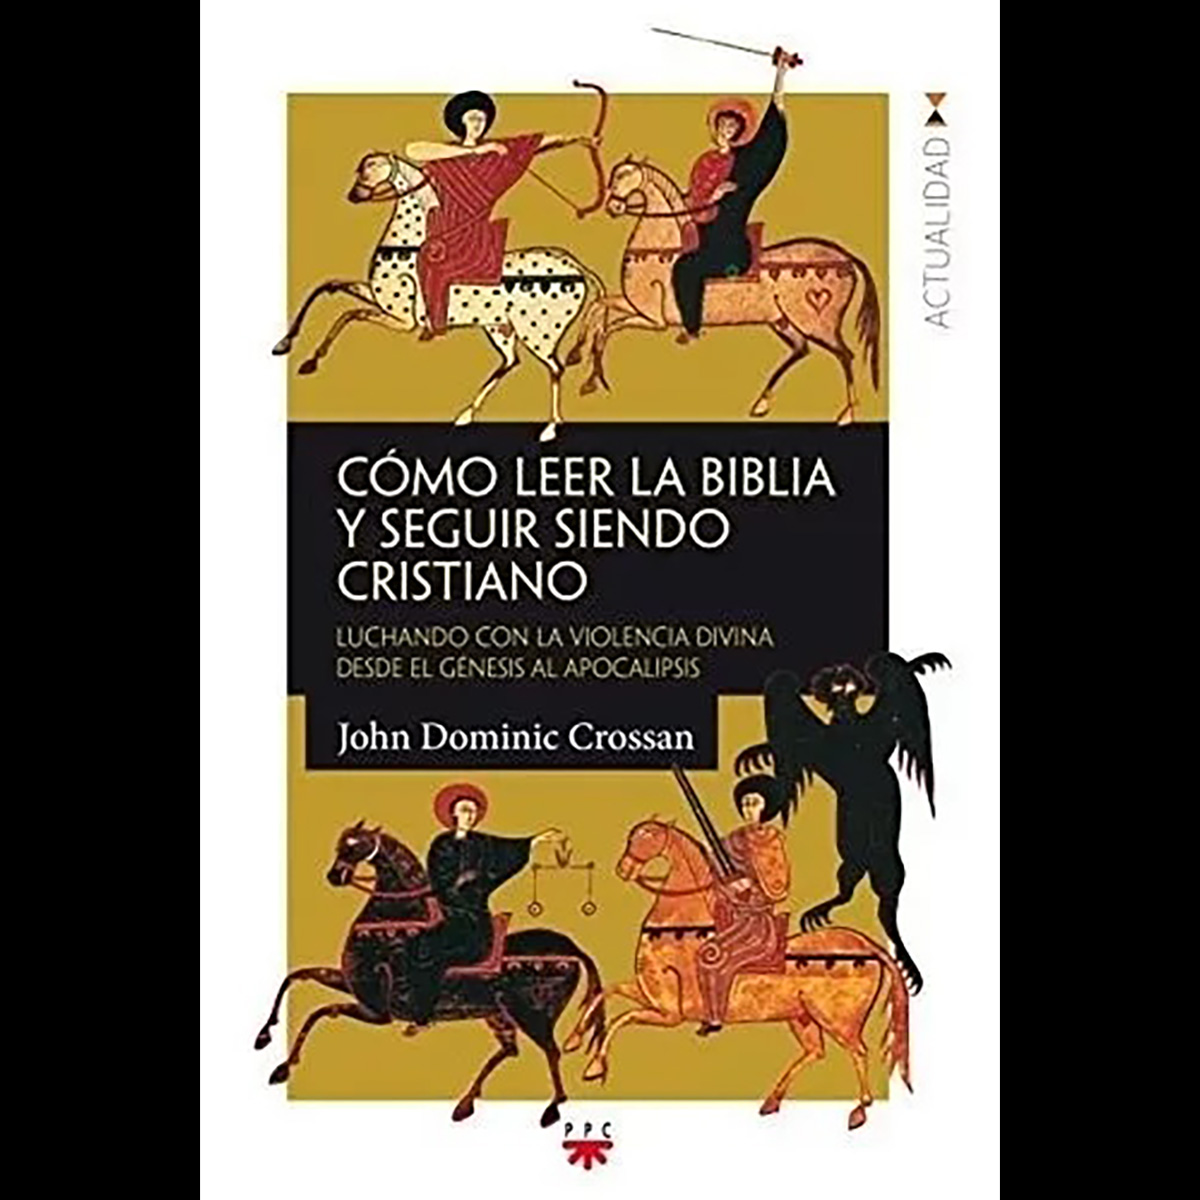 ACTUALIDAD
CÓMO LEER LA BIBLIA
Y SEGUIR SIENDO
CRISTIANO
LUCHANDO CON LA VIOLENCIA DIVINA
DESDE EL GÉNESIS AL APOCALIPSIS
John Dominic Crossan
PPC